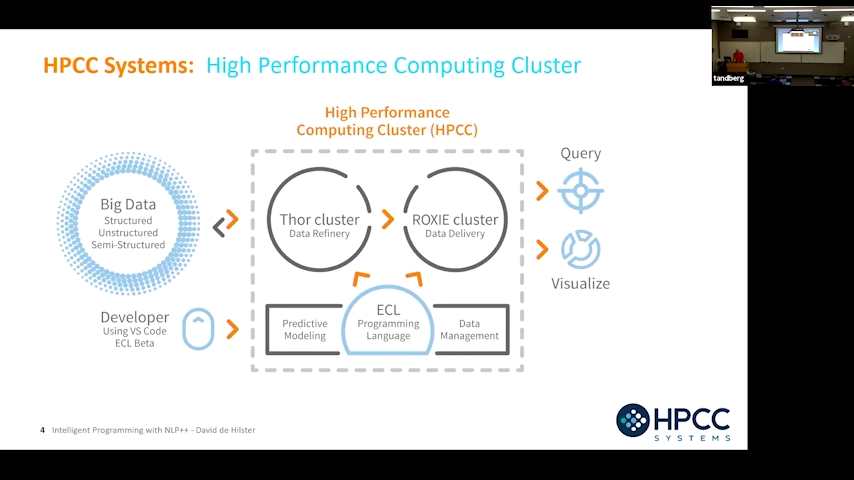 HPCC Systems: High Performance Computing Cluster
tandberg
High Performance
Computing Cluster (HPCC)
Big Data
Structured
Unstructured
Semi-Structured
Thor cluster
Data Refinery
ROXIE cluster
Data Delivery
Query
Visualize
Developer
Using VS Code
ECL Beta
Predictive
Modeling
ECL
Programming
Language
Data
Management
4 Intelligent Programming with NLP++ - David de Hilster
HPCC
SYSTEMS